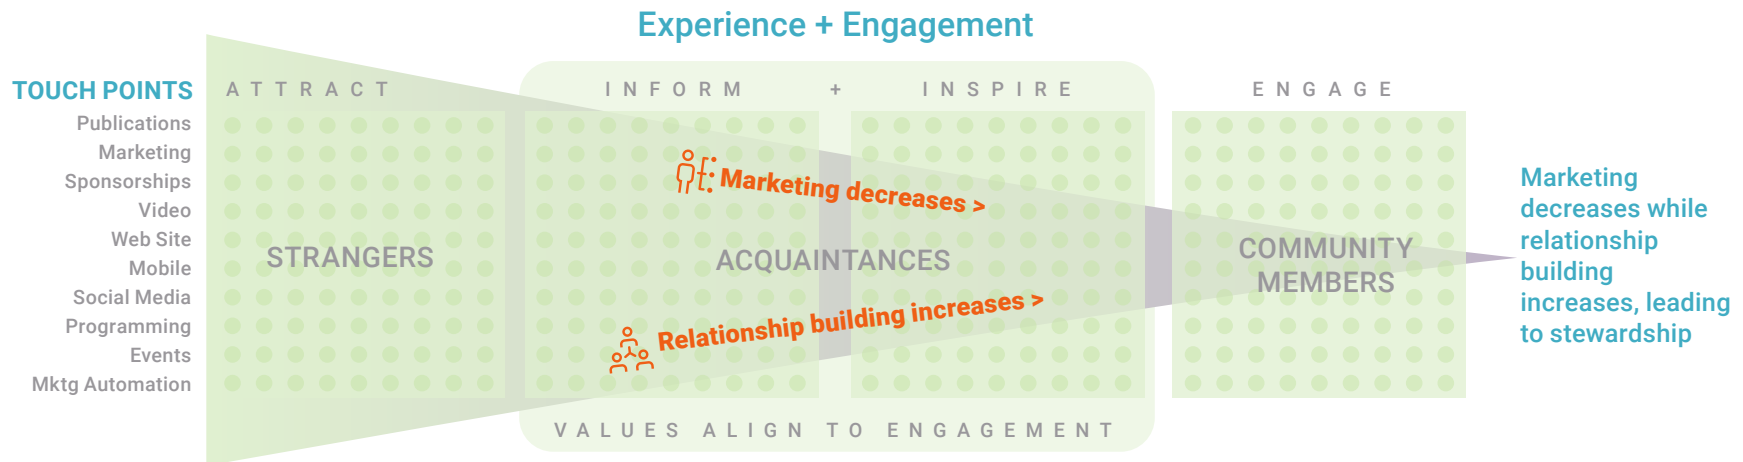 Experience + Engagement
TOUCH POINTS
ATTRACT
INFORM + INSPIRE
ENGAGE
Publications
Marketing
Sponsorships
Video
Web Site
Mobile
Social Media
Programming
Events
Mktg Automation
STRANGERS
Marketing decreases >
ACQUAINTANCES
Relationship building increases >
COMMUNITY
MEMBERS
VALUES ALIGN TO ENGAGEMENT
Marketing
decreases while
relationship
building
increases, leading
to stewardship